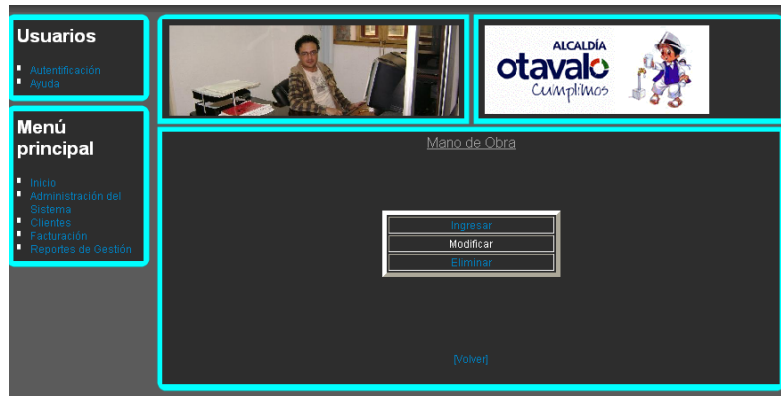 Usuarios
Autentificación
Ayuda
Menú
principal
Inicio
Administración del
Sistema
Clientes
Facturación
Reportes de Gestión
ALCALDÍA
otavalo
Cumplimos
Mano de Obra
Ingresar
Modificar
Eliminar
[Volver]